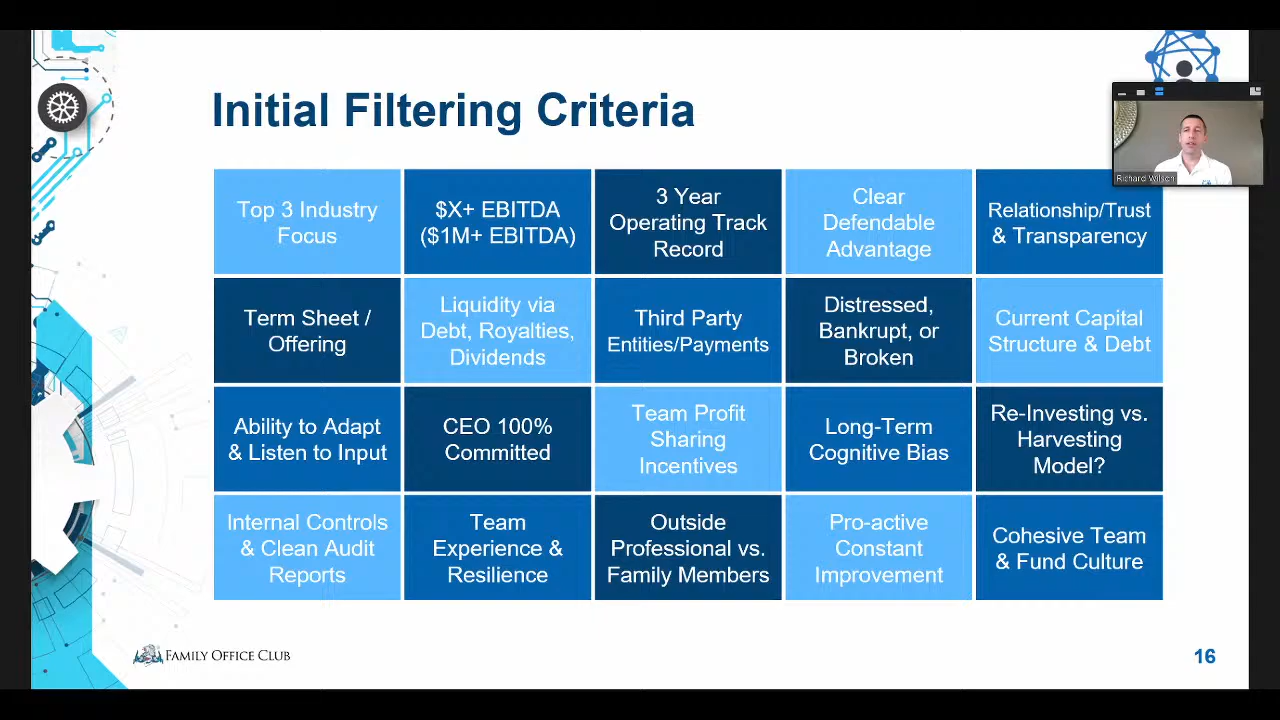 Initial Filtering Criteria
Richard Wilson
Top 3 Industry
Focus
$X+ EBITDA
($1M+ EBITDA)
3 Year
Operating Track
Record
Clear
Defendable
Advantage
Relationship/Trust
& Transparency
Term Sheet /
Offering
Liquidity via
Debt, Royalties,
Dividends
Third Party
Entities/Payments
Distressed,
Bankrupt, or
Broken
Current Capital
Structure & Debt
Ability to Adapt
& Listen to Input
CEO 100%
Committed
Team Profit
Sharing
Incentives
Long-Term
Cognitive Bias
Re-Investing vs.
Harvesting
Model?
Internal Controls
& Clean Audit
Reports
Team
Experience &
Resilience
Outside
Professional vs.
Family Members
Pro-active
Constant
Improvement
Cohesive Team
& Fund Culture
FAMILY OFFICE CLUB
16